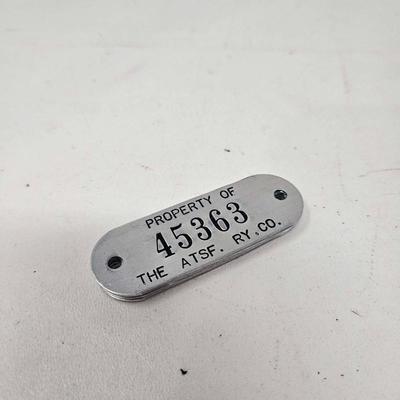 PROPERTY OF
45363
THE ATSF. RY. CO.